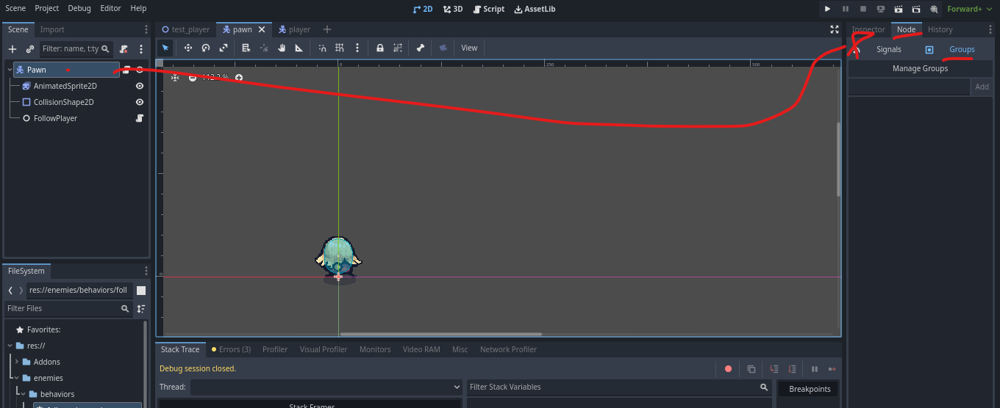 Scene Project Debug Editor Help
2D 3D Script AssetLib
Forward+
Scene Import
Filter: name, t:ty
Pawn
AnimatedSprite2D
CollisionShape2D
FollowPlayer
FileSystem
res://enemies/behaviors/foll
Filter Files
Favorites:
res://
Addons
enemies
behaviors
test_player pawn player
View
0 250 500
0
Stack Trace Errors (3) Profiler Visual Profiler Monitors Video RAM Misc Network Profiler
Debug session closed.
Thread: Filter Stack Variables Breakpoints
Stack Frames
Inspector Node History
Signals Groups
Manage Groups
Add